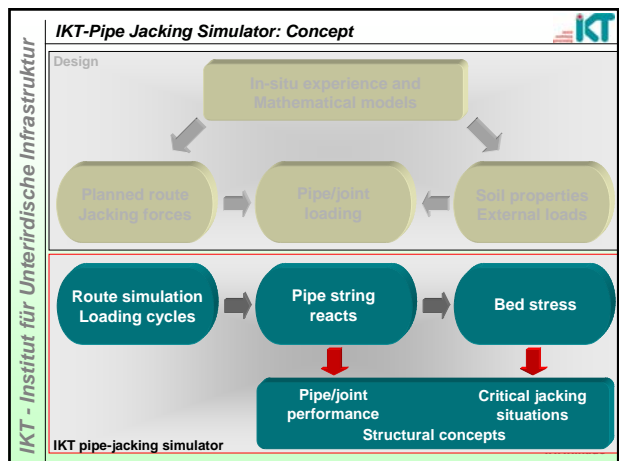 IKT - Institut für Unterirdische Infrastruktur
IKT-Pipe Jacking Simulator: Concept
iKT
Design
In-situ experience and
Mathematical models
Planned route
Jacking forces
Pipe/joint
loading
Soil properties
External loads
Route simulation
Loading cycles
Pipe string
reacts
Bed stress
Pipe/joint
performance
Critical jacking
situations
Structural concepts
IKT pipe-jacking simulator